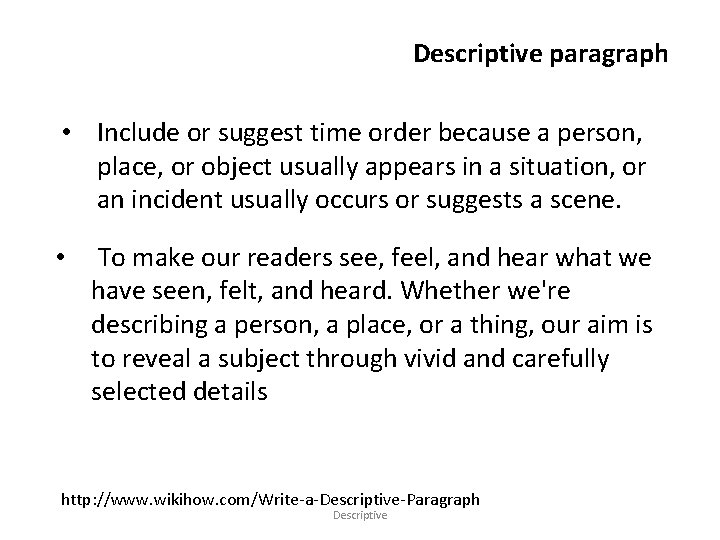 Descriptive paragraph
• Include or suggest time order because a person,
place, or object usually appears in a situation, or
an incident usually occurs or suggests a scene.
• To make our readers see, feel, and hear what we
have seen, felt, and heard. Whether we're
describing a person, a place, or a thing, our aim is
to reveal a subject through vivid and carefully
selected details
http: //www. wikihow. com/Write-a-Descriptive-Paragraph
Descriptive